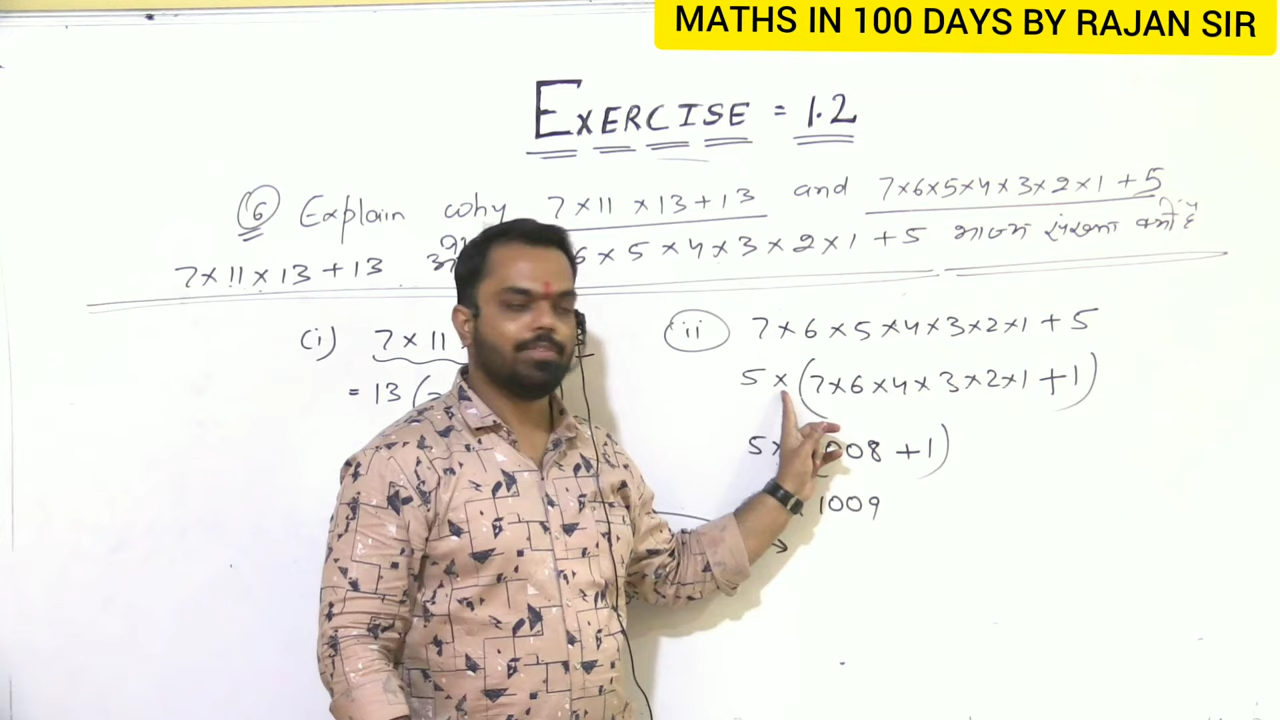 MATHS IN 100 DAYS BY RAJAN SIR
EXERCISE = 1.2
6 Explain why 7×11×13+13 and 7×6×5×4×3×2×1+5
7×11×13+13 6×5×4×3×2×1+5 भाज्य संख्या क्यों है
(i) 7×11
= 13(
ii 7×6×5×4×3×2×1+5
5×(7×6×4×3×2×1+1)
5× 008+1)
1009